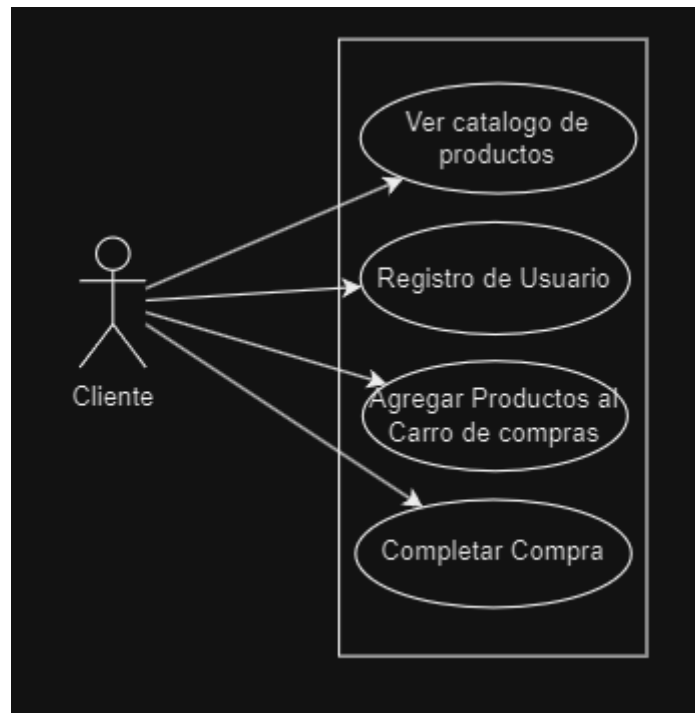 Ver catalogo de
productos
Registro de Usuario
Cliente
Agregar Productos al
Carro de compras
Completar Compra